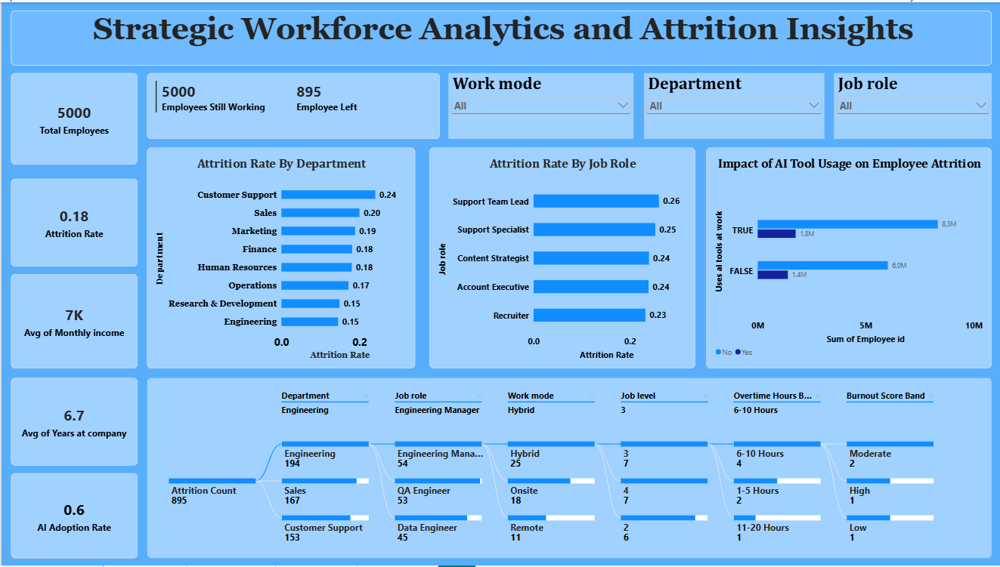 Strategic Workforce Analytics and Attrition Insights
5000
Total Employees
0.18
Attrition Rate
7K
Avg of Monthly income
6.7
Avg of Years at company
0.6
AI Adoption Rate
5000
Employees Still Working
895
Employee Left
Work mode
All
Department
All
Job role
All
Attrition Rate By Department
Department
Customer Support 0.24
Sales 0.20
Marketing 0.19
Finance 0.18
Human Resources 0.18
Operations 0.17
Research & Development 0.15
Engineering 0.15
0.0 0.2
Attrition Rate
Attrition Rate By Job Role
Job role
Support Team Lead 0.26
Support Specialist 0.25
Content Strategist 0.24
Account Executive 0.24
Recruiter 0.23
0.0 0.2
Attrition Rate
Impact of AI Tool Usage on Employee Attrition
Uses ai tools at work
TRUE 8.3M
1.8M
FALSE 6.0M
1.4M
0M 5M 10M
Sum of Employee id
No Yes
Department
Engineering
Job role
Engineering Manager
Work mode
Hybrid
Job level
3
Overtime Hours B...
6-10 Hours
Burnout Score Band
Attrition Count
895
Engineering
194
Sales
167
Customer Support
153
Engineering Mana...
54
QA Engineer
53
Data Engineer
45
Hybrid
25
Onsite
18
Remote
11
3
7
4
7
2
6
6-10 Hours
4
1-5 Hours
2
11-20 Hours
1
Moderate
2
High
1
Low
1